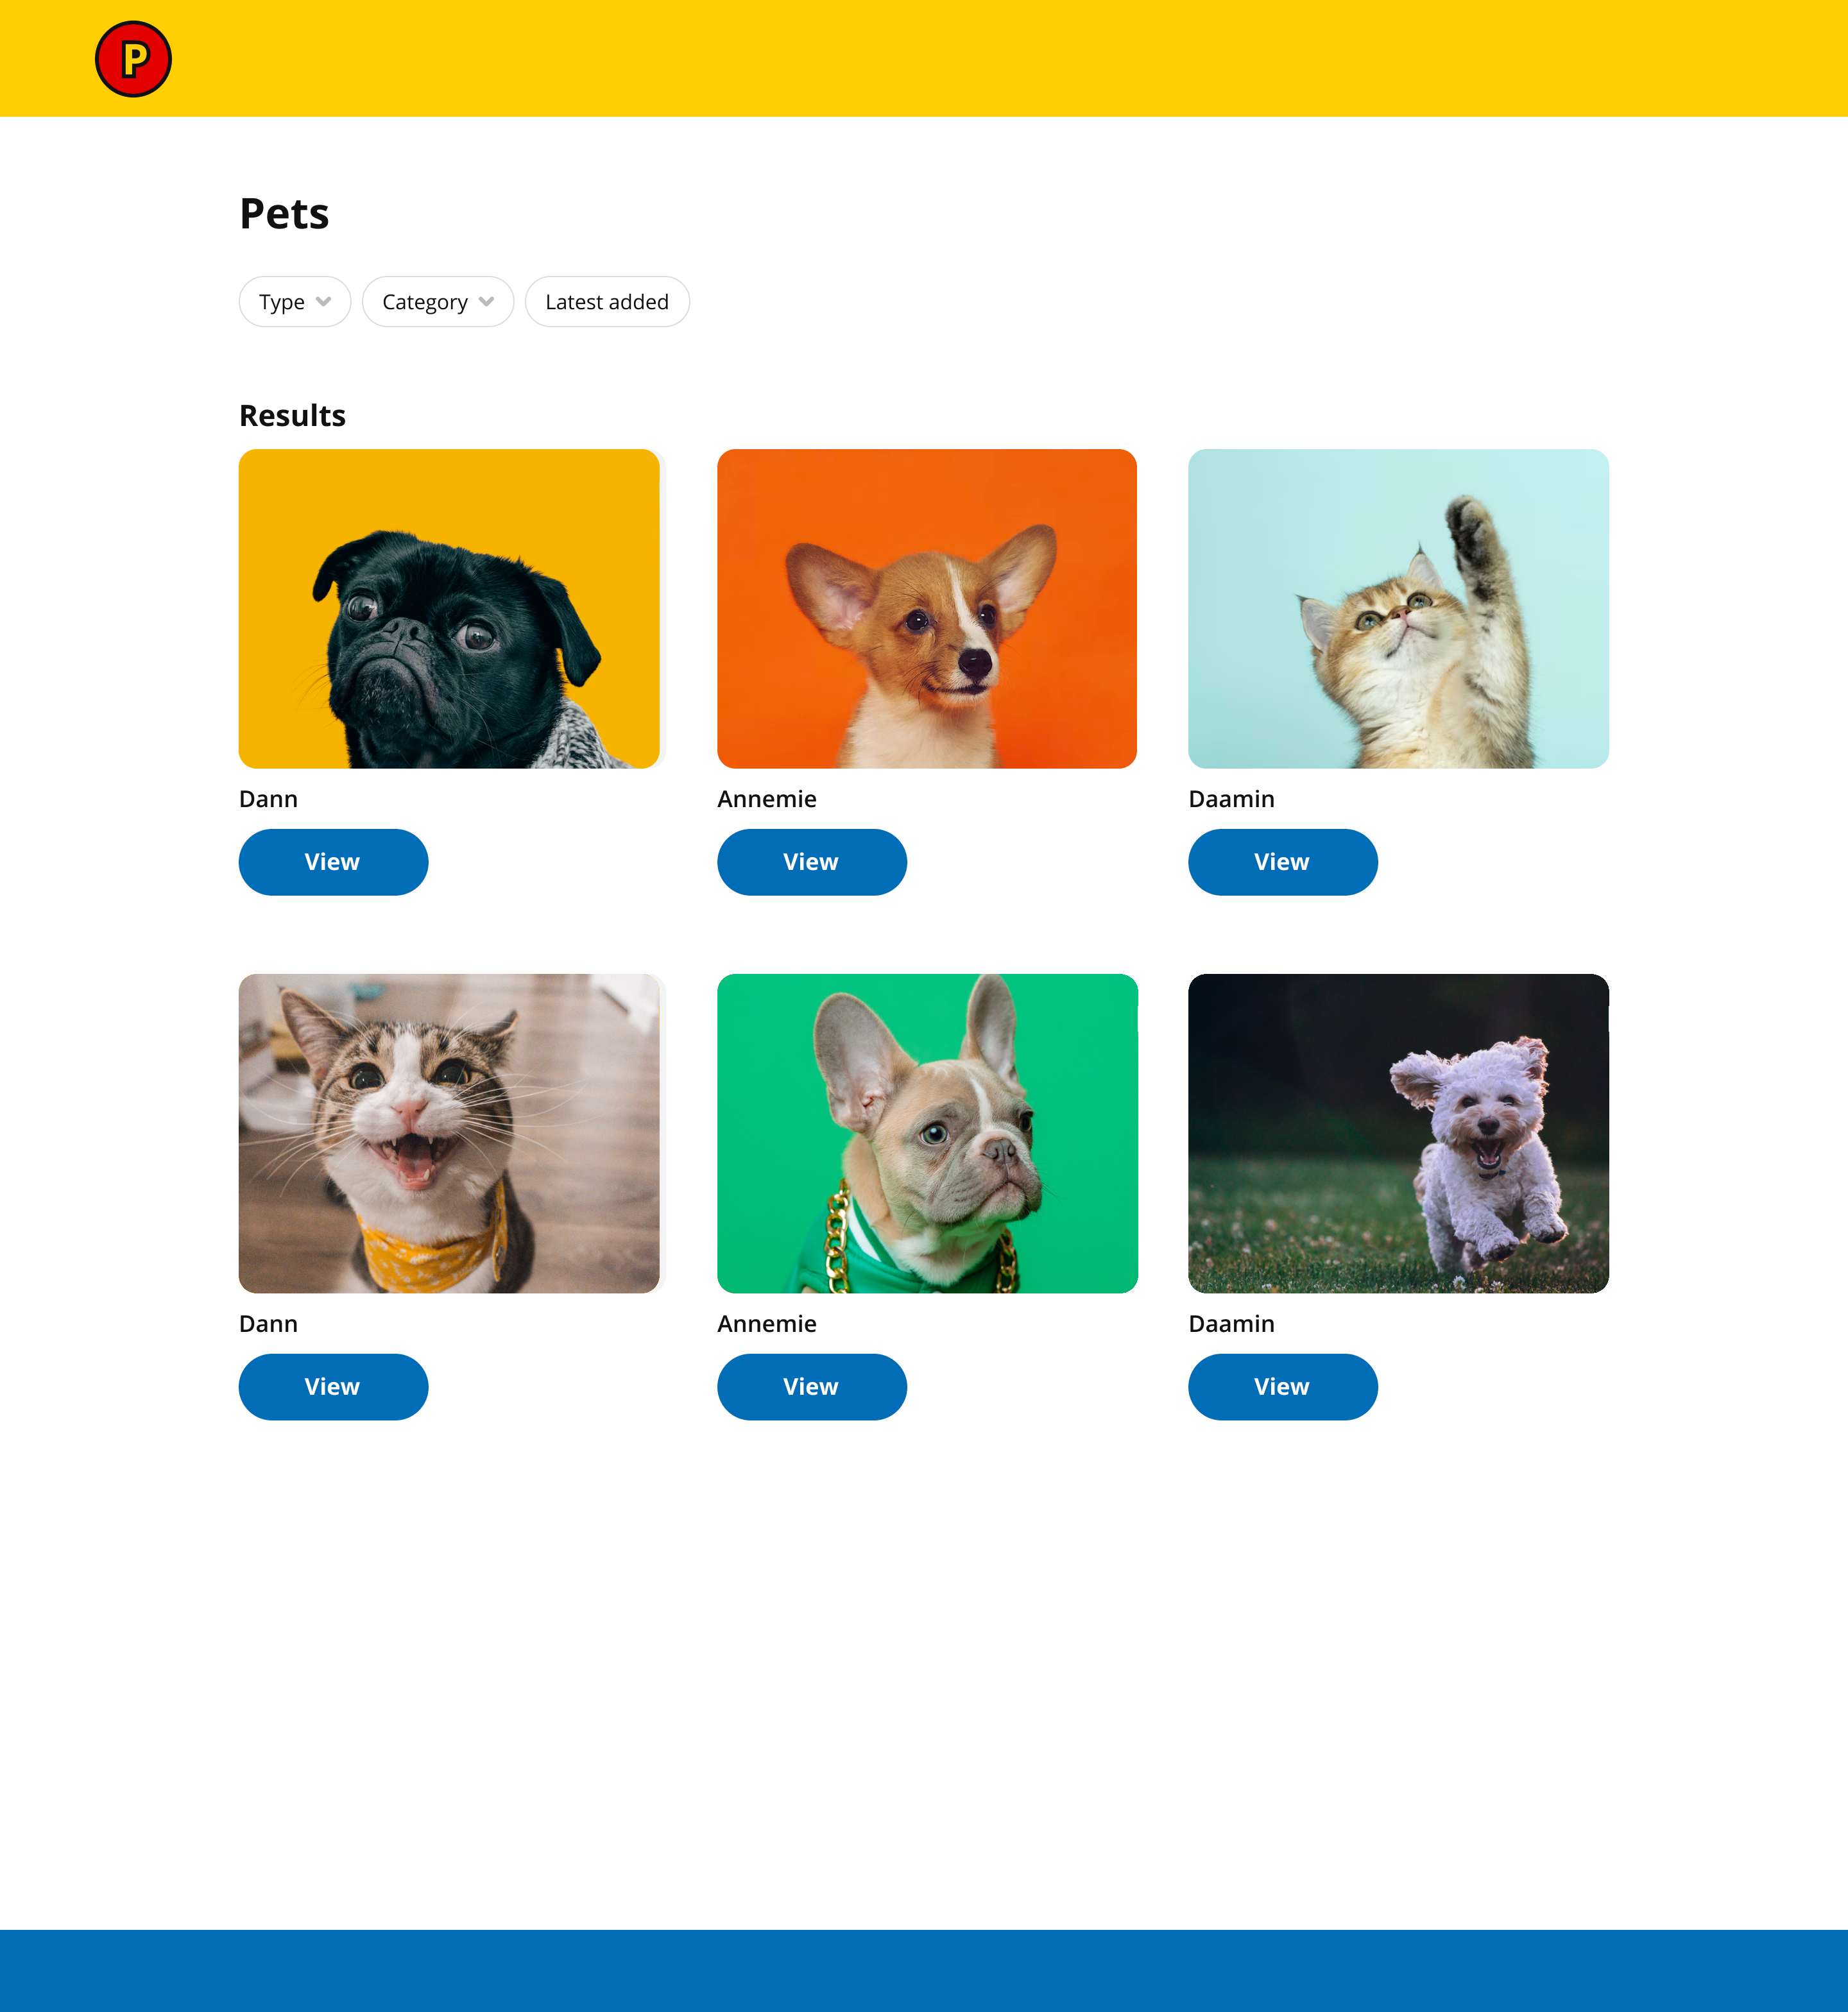 P
Pets
Type
Category
Latest added
Results
Dann
Annemie
Daamin
View
View
View
Dann
Annemie
Daamin
View
View
View